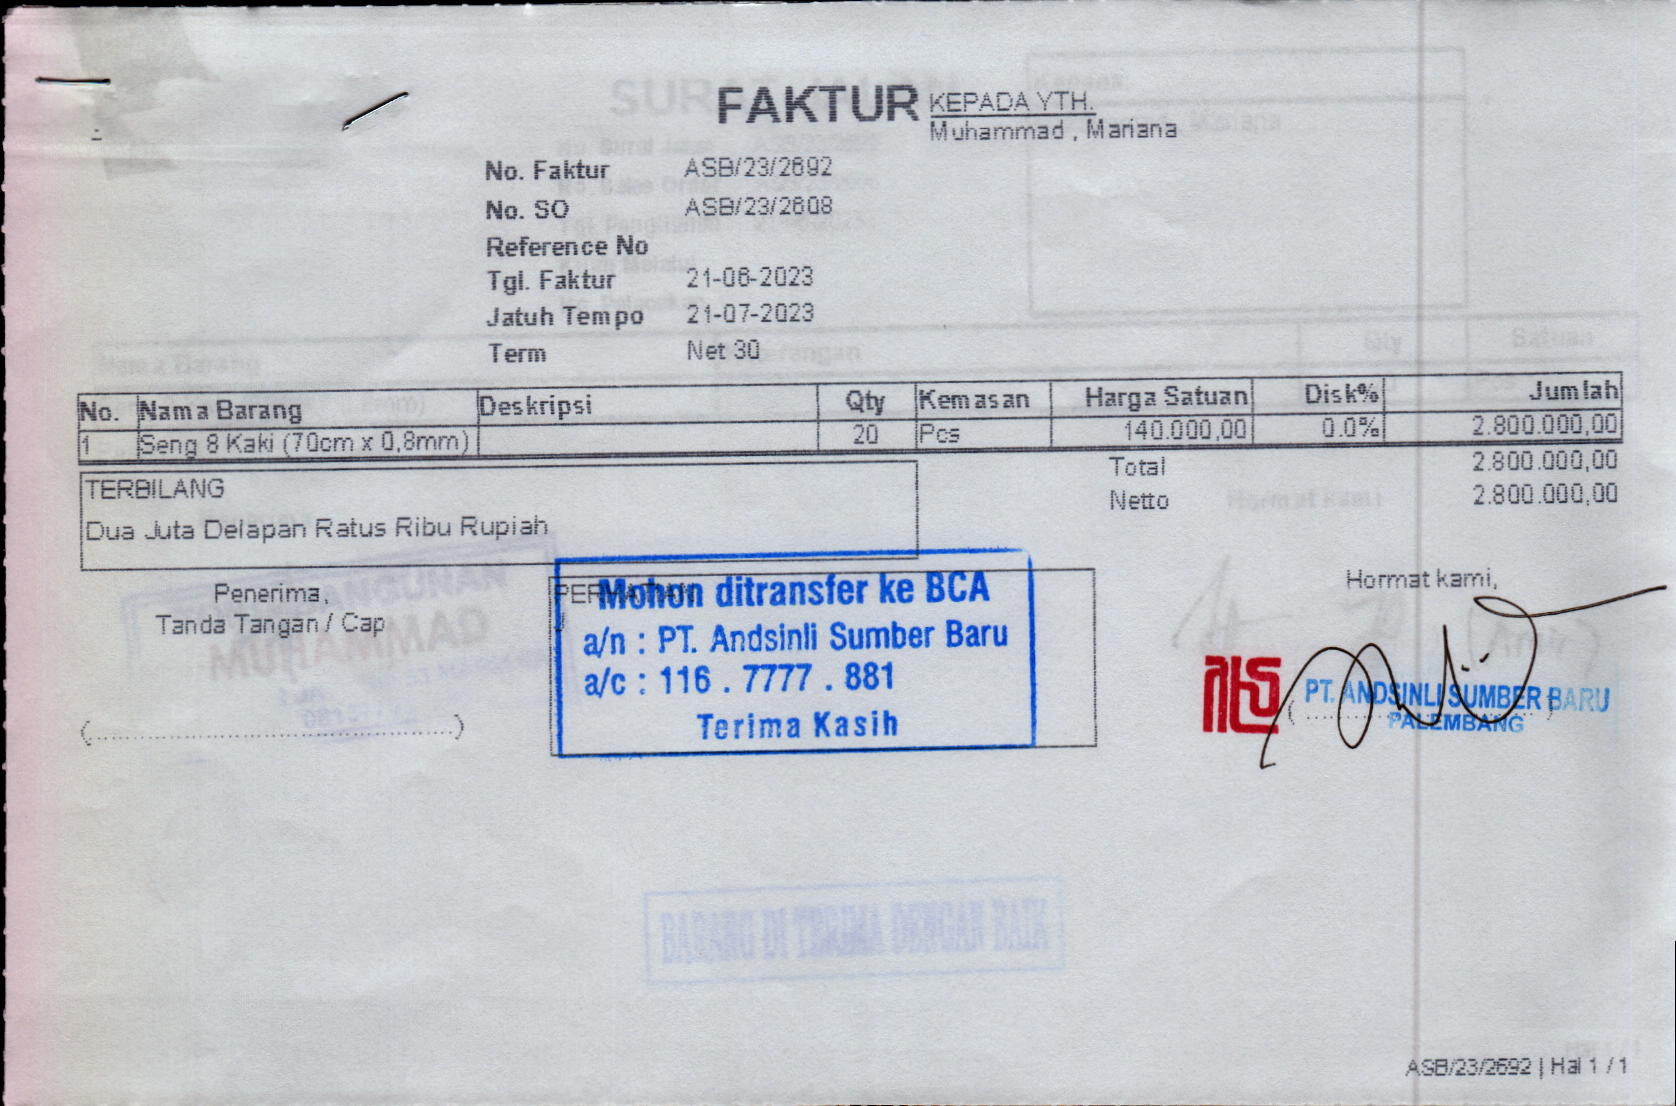 FAKTUR
KEPADA YTH.
Muhammad , Mariana
No. Faktur ASB/23/2692
No. SO ASB/23/2608
Reference No
Tgl. Faktur 21-06-2023
Jatuh Tempo 21-07-2023
Term Net 30
No. Nama Barang Deskripsi Qty Kemasan Harga Satuan Disk% Jumlah
1 Seng 8 Kaki (70cm x 0,8mm) 20 Pcs 140.000,00 0.0% 2.800.000,00
Total 2.800.000,00
Netto 2.800.000,00
TERBILANG
Dua Juta Delapan Ratus Ribu Rupiah
Penerima,
Tanda Tangan / Cap
(....................................................)
Mohon ditransfer ke BCA
a/n : PT. Andsinli Sumber Baru
a/c : 116 . 7777 . 881
Terima Kasih
Hormat kami,
PT. ANDSINLI SUMBER BARU
PALEMBANG
BARANG DI TERIMA DENGAN BAIK
ASB/23/2692 | Hal 1 / 1